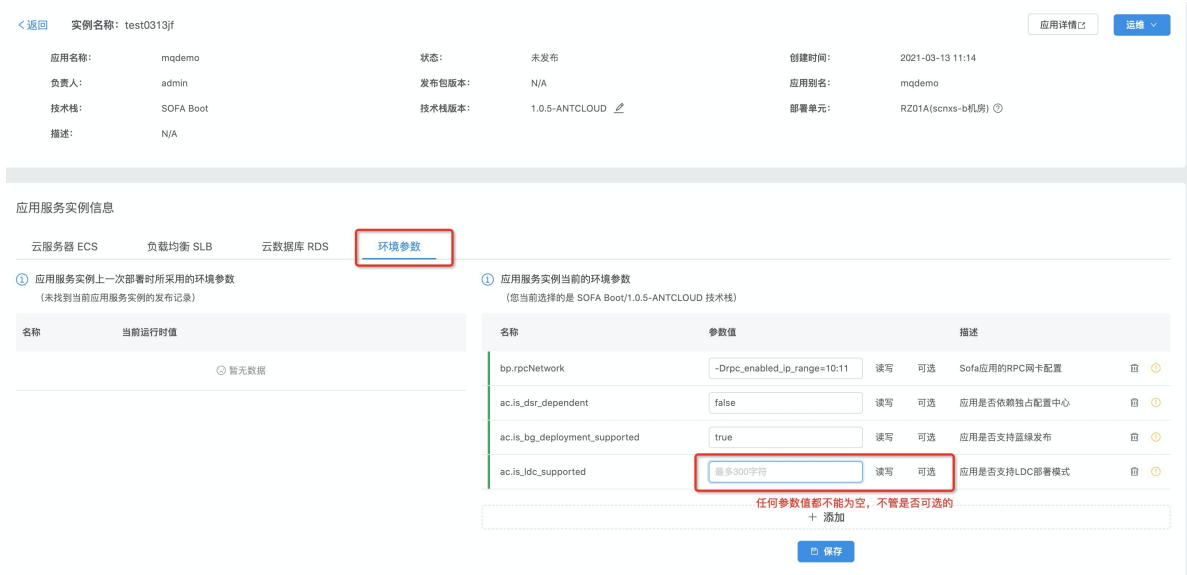 返回 实例名称：test0313jf 应用详情 运维
应用名称： mqdemo 状态： 未发布 创建时间： 2021-03-13 11:14
负责人： admin 发布包版本： N/A 应用别名： mqdemo
技术栈： SOFA Boot 技术栈版本： 1.0.5-ANTCLOUD 部署单元： RZ01A(scnxs-b机房)
描述： N/A
应用服务实例信息
云服务器 ECS 负载均衡 SLB 云数据库 RDS 环境参数
应用服务实例上一次部署时所采用的环境参数 应用服务实例当前的环境参数
（未找到当前应用服务实例的发布记录） （您当前选择的是 SOFA Boot/1.0.5-ANTCLOUD 技术栈）
名称 当前运行时值 名称 参数值 描述
暂无数据
bp.rpcNetwork -Drpc_enabled_ip_range=10:11 读写 可选 Sofa应用的RPC网卡配置
ac.is_dsr_dependent false 读写 可选 应用是否依赖独占配置中心
ac.is_bg_deployment_supported true 读写 可选 应用是否支持蓝绿发布
ac.is_ldc_supported 最多300字符 读写 可选 应用是否支持LDC部署模式
任何参数值都不能为空，不管是否可选的
+ 添加
保存